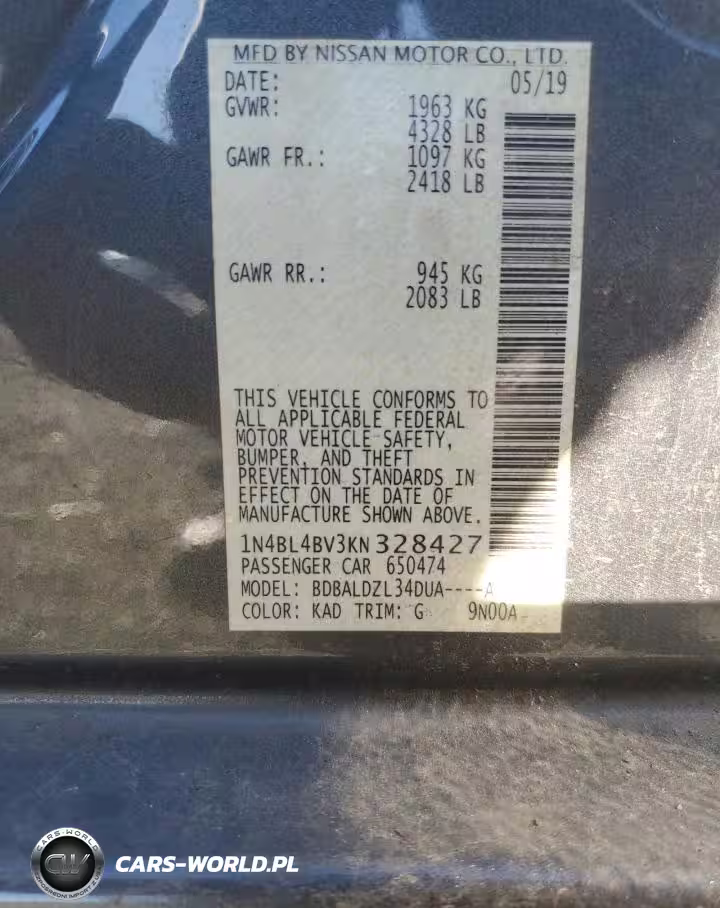 MFD BY NISSAN MOTOR CO., LTD.
DATE: 05/19
GVWR: 1963 KG
4328 LB
GAWR FR.: 1097 KG
2418 LB
GAWR RR.: 945 KG
2083 LB
THIS VEHICLE CONFORMS TO
ALL APPLICABLE FEDERAL
MOTOR VEHICLE SAFETY,
BUMPER, AND THEFT
PREVENTION STANDARDS IN
EFFECT ON THE DATE OF
MANUFACTURE SHOWN ABOVE.
1N4BL4BV3KN328427
PASSENGER CAR 650474
MODEL: BDBALDZL34DUA----A
COLOR: KAD TRIM: G 9N00A
CARS-WORLD
CW
CARS-WORLD.PL